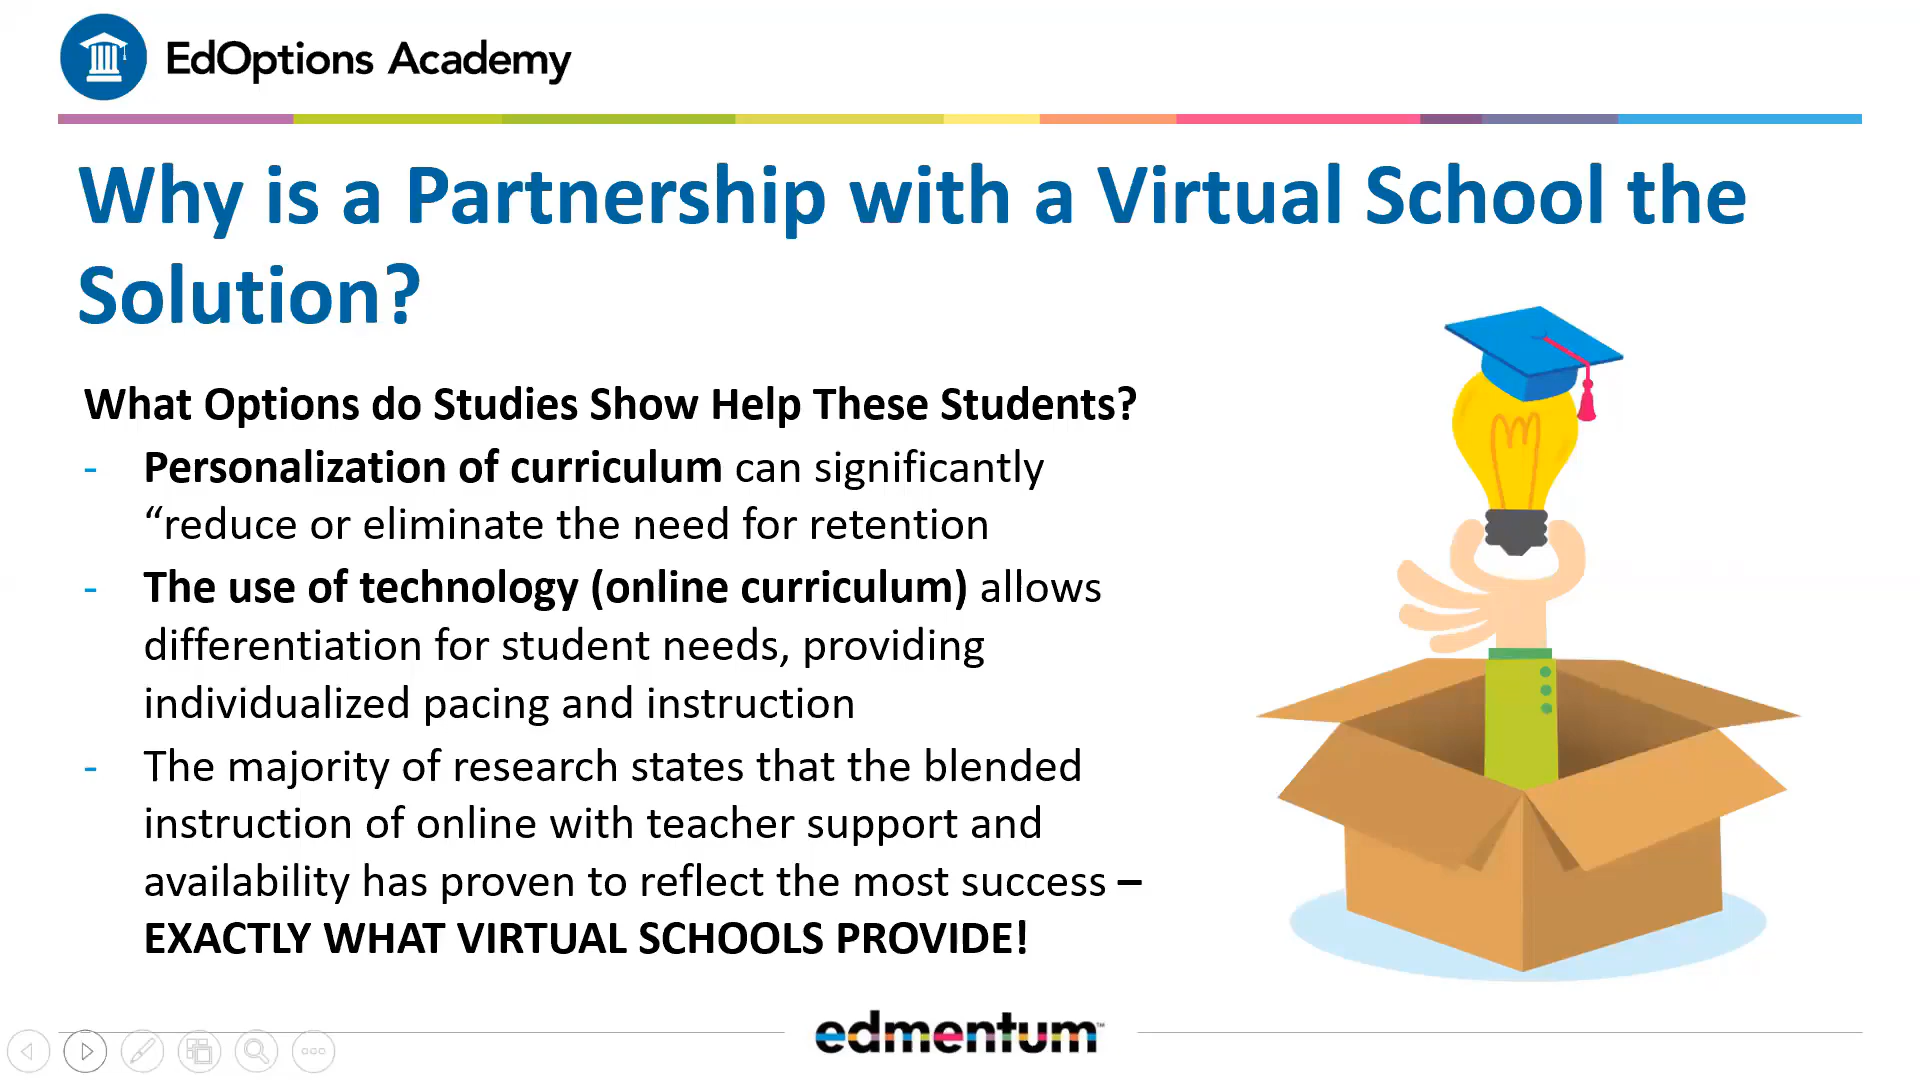 EdOptions Academy
Why is a Partnership with a Virtual School the
Solution?
What Options do Studies Show Help These Students?
- Personalization of curriculum can significantly
“reduce or eliminate the need for retention
- The use of technology (online curriculum) allows
differentiation for student needs, providing
individualized pacing and instruction
- The majority of research states that the blended
instruction of online with teacher support and
availability has proven to reflect the most success –
EXACTLY WHAT VIRTUAL SCHOOLS PROVIDE!
edmentum™